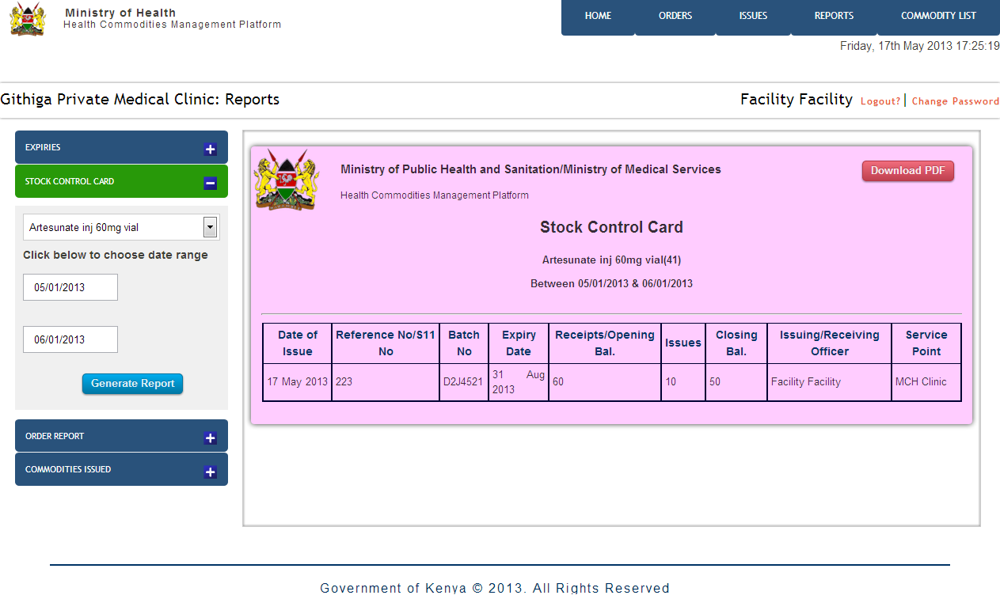 Ministry of Health
Health Commodities Management Platform
HOME
ORDERS
ISSUES
REPORTS
COMMODITY LIST
Friday, 17th May 2013 17:25:19
Githiga Private Medical Clinic: Reports
Facility Facility Logout? | Change Password
EXPIRIES
STOCK CONTROL CARD
Artesunate inj 60mg vial
Click below to choose date range
05/01/2013
06/01/2013
Generate Report
ORDER REPORT
COMMODITIES ISSUED
Ministry of Public Health and Sanitation/Ministry of Medical Services
Download PDF
Health Commodities Management Platform
Stock Control Card
Artesunate inj 60mg vial(41)
Between 05/01/2013 & 06/01/2013
Date of Issue
Reference No/S11 No
Batch No
Expiry Date
Receipts/Opening Bal.
Issues
Closing Bal.
Issuing/Receiving Officer
Service Point
17 May 2013
223
D2J4521
31 Aug 2013
60
10
50
Facility Facility
MCH Clinic
Government of Kenya © 2013. All Rights Reserved